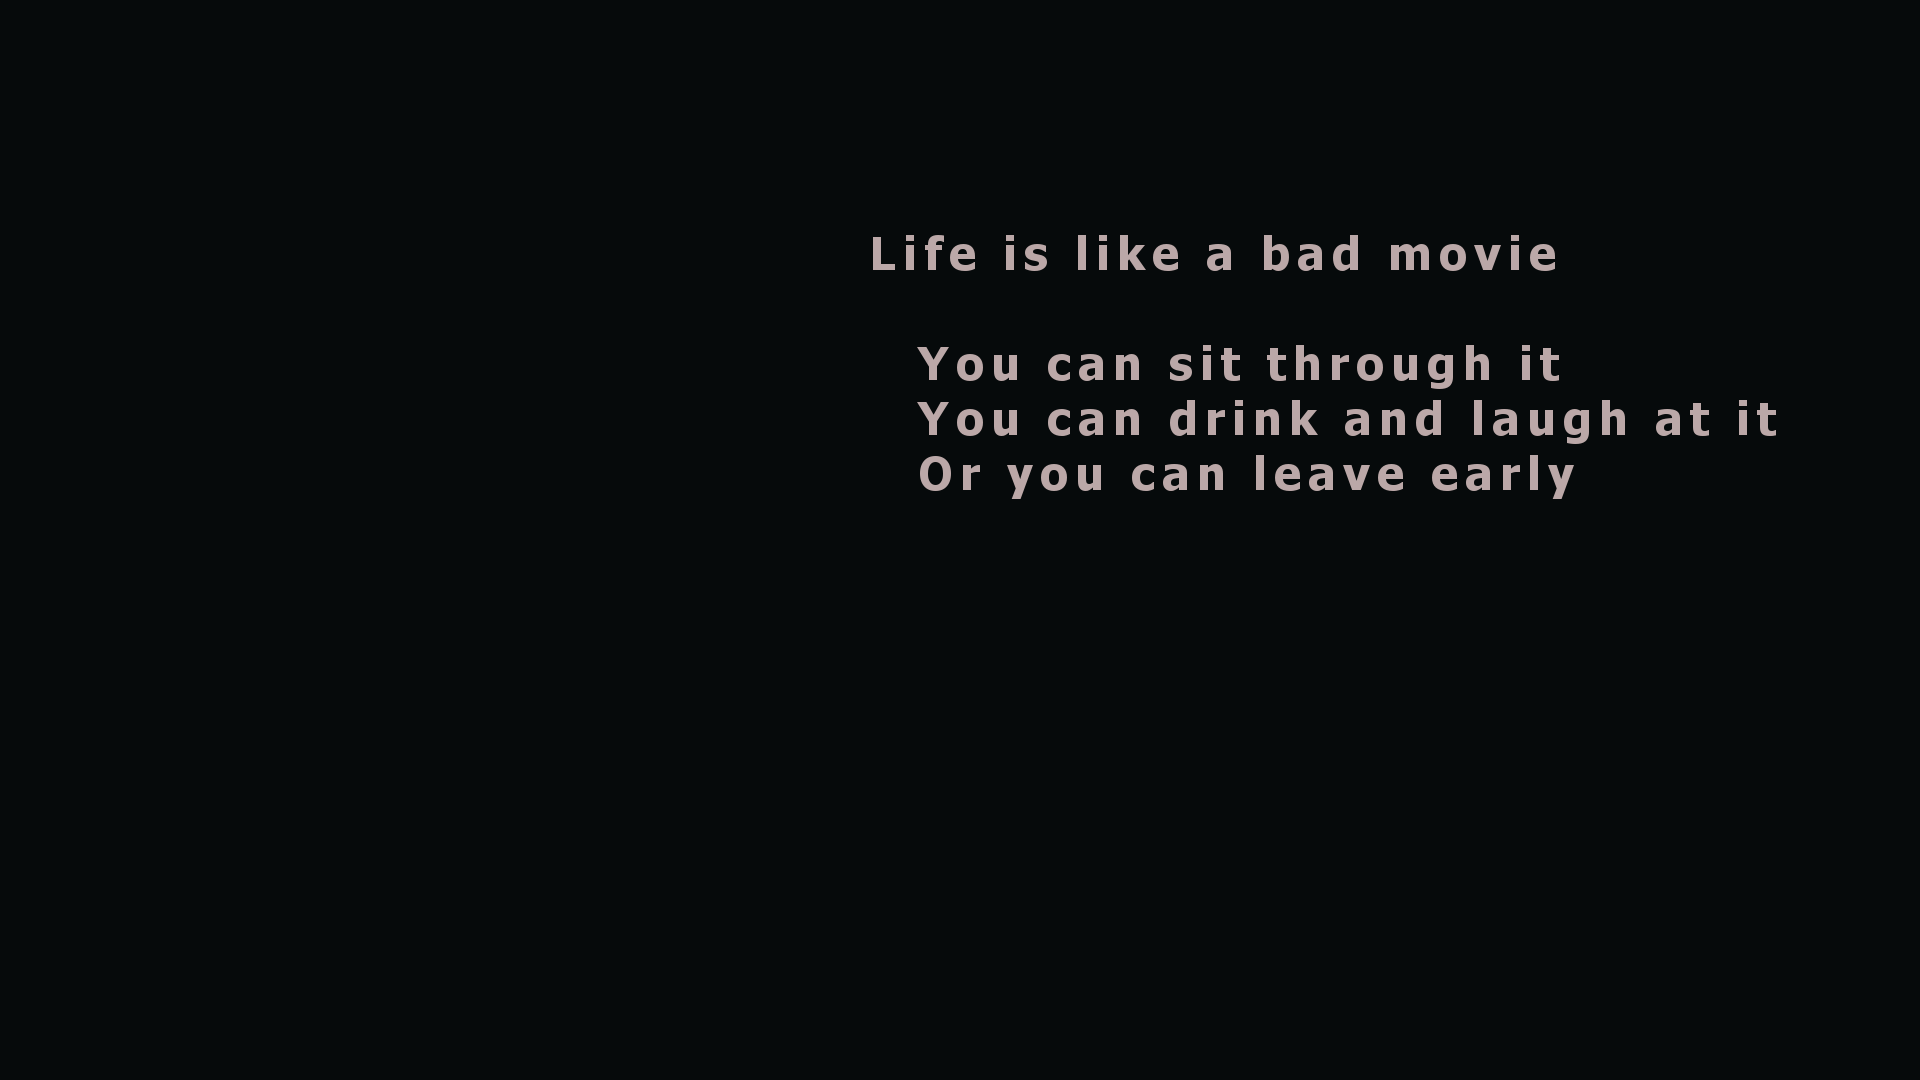 Life is like a bad movie
You can sit through it
You can drink and laugh at it
Or you can leave early